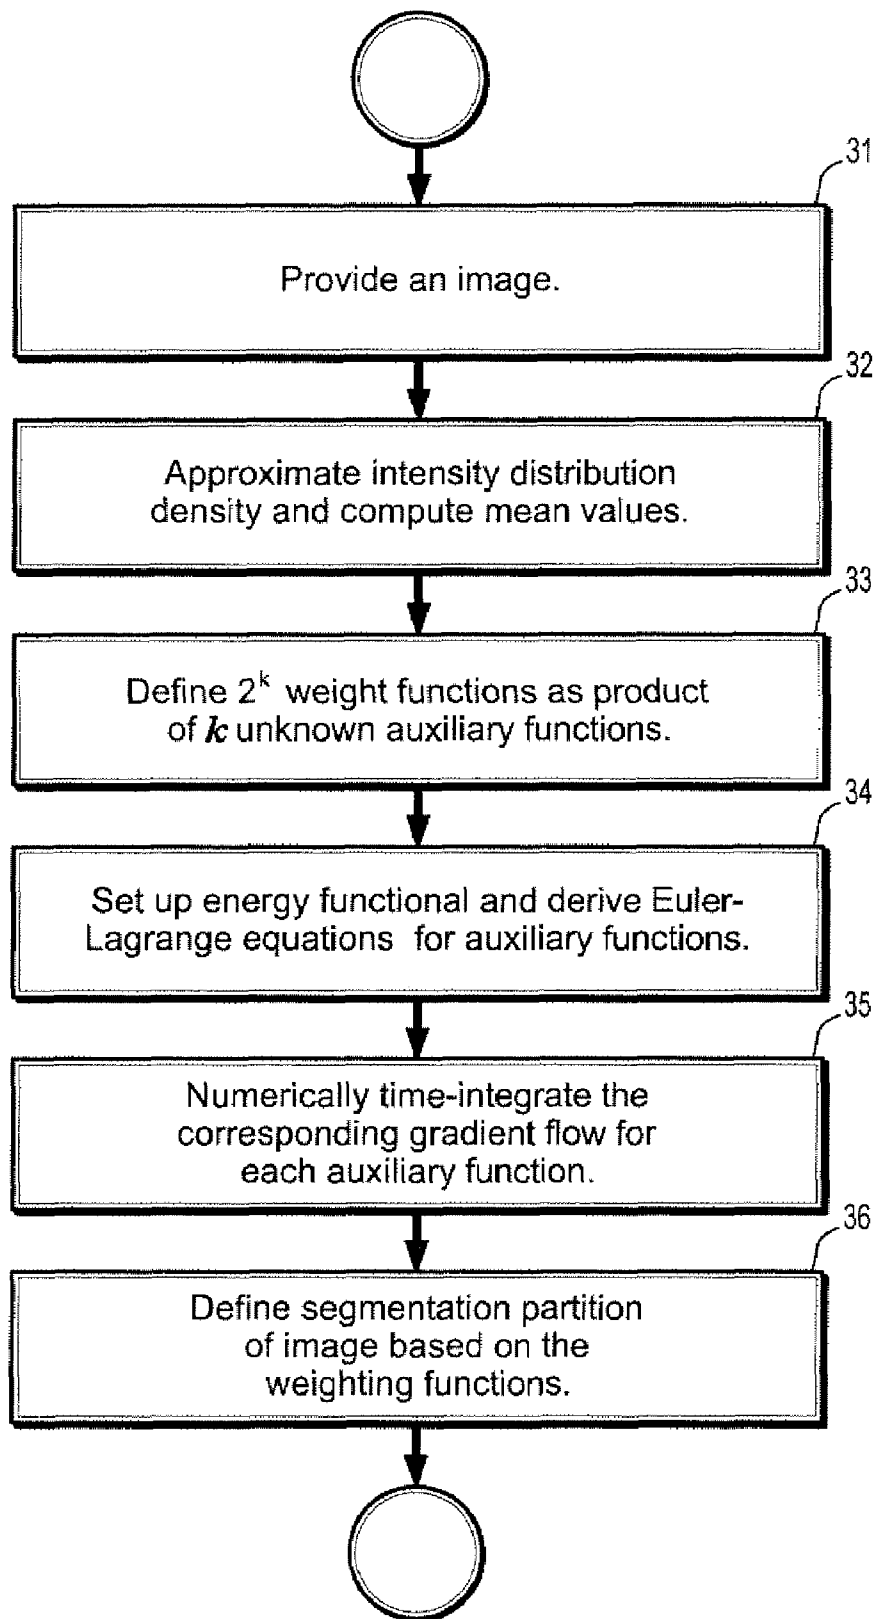 31
Provide an image.
32
Approximate intensity distribution
density and compute mean values.
33
Define 2^k weight functions as product
of k unknown auxiliary functions.
34
Set up energy functional and derive Euler-
Lagrange equations for auxiliary functions.
35
Numerically time-integrate the
corresponding gradient flow for
each auxiliary function.
36
Define segmentation partition
of image based on the
weighting functions.